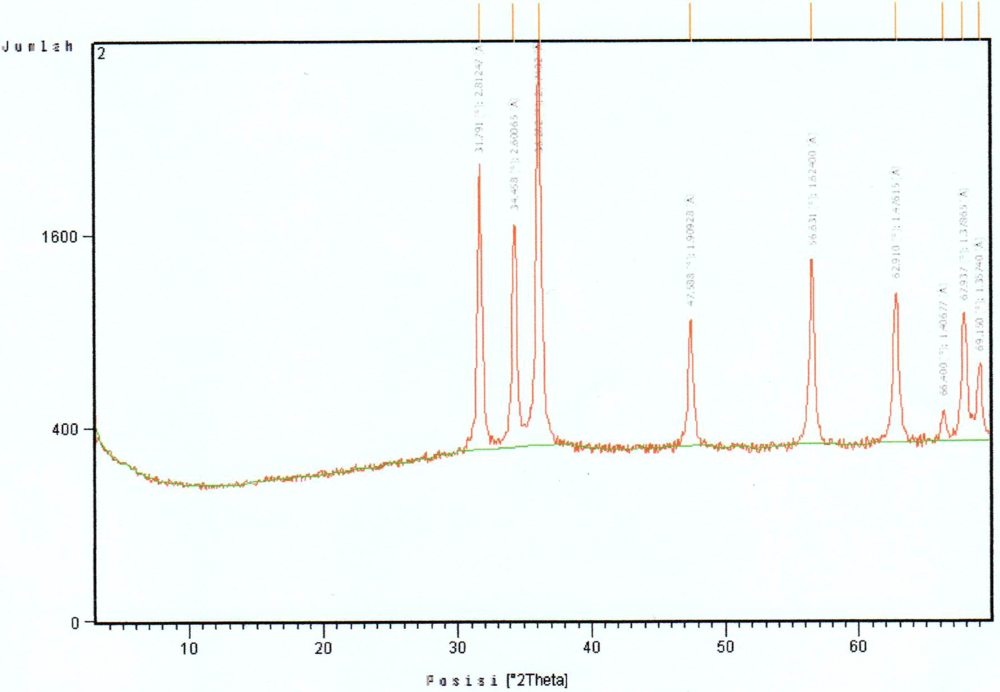 Jumlah
2
31.791 [°]; 2.81247 [Å]
34.458 [°]; 2.60065 [Å]
47.588 [°]; 1.90928 [Å]
56.631 [°]; 1.62400 [Å]
62.910 [°]; 1.47615 [Å]
66.400 [°]; 1.40677 [Å]
67.937 [°]; 1.37865 [Å]
69.150 [°]; 1.35740 [Å]
1600
400
0
10 20 30 40 50 60
Posisi [°2Theta]